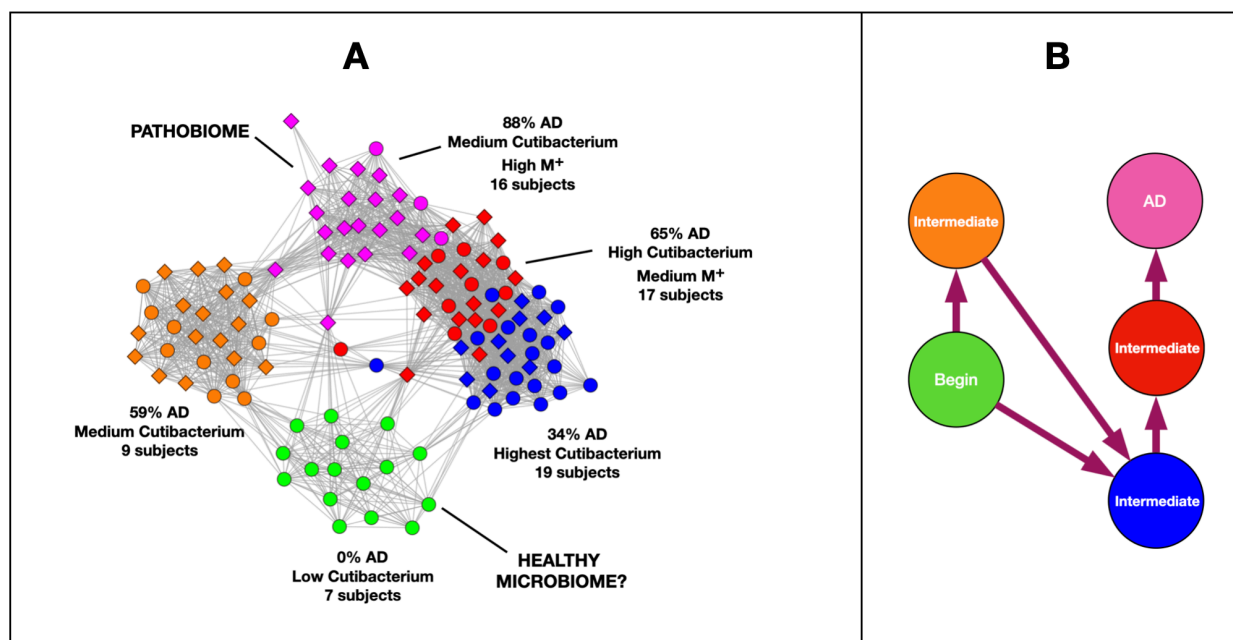 A
PATHOBIOME
88% AD
Medium Cutibacterium
High M⁺
16 subjects
65% AD
High Cutibacterium
Medium M⁺
17 subjects
59% AD
Medium Cutibacterium
9 subjects
34% AD
Highest Cutibacterium
19 subjects
0% AD
Low Cutibacterium
7 subjects
HEALTHY
MICROBIOME?
B
Intermediate
AD
Begin
Intermediate
Intermediate